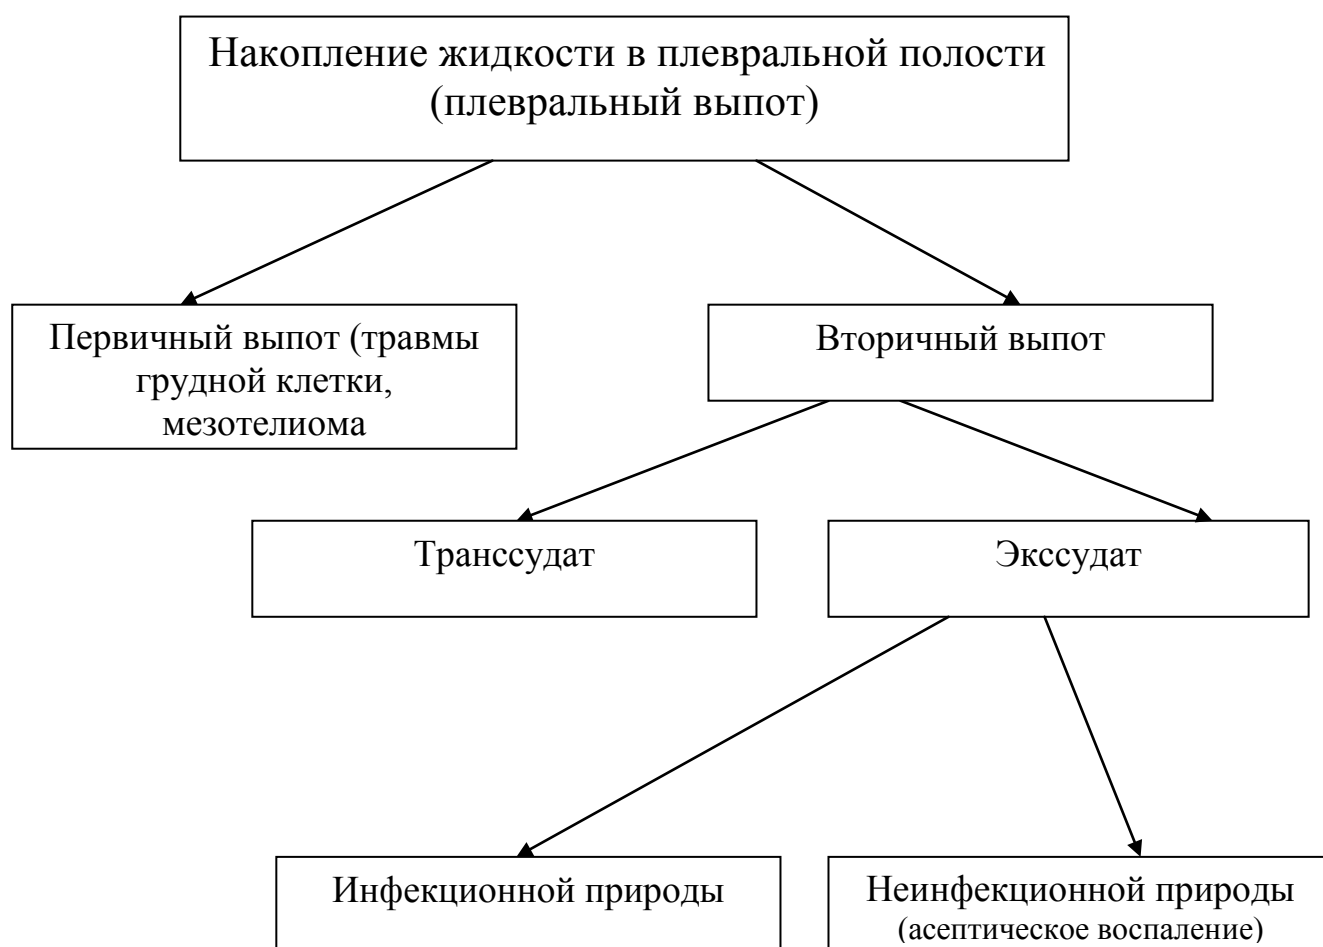 Накопление жидкости в плевральной полости
(плевральный выпот)
Первичный выпот (травмы
грудной клетки,
мезотелиома
Вторичный выпот
Транссудат
Экссудат
Инфекционной природы
Неинфекционной природы
(асептическое воспаление)